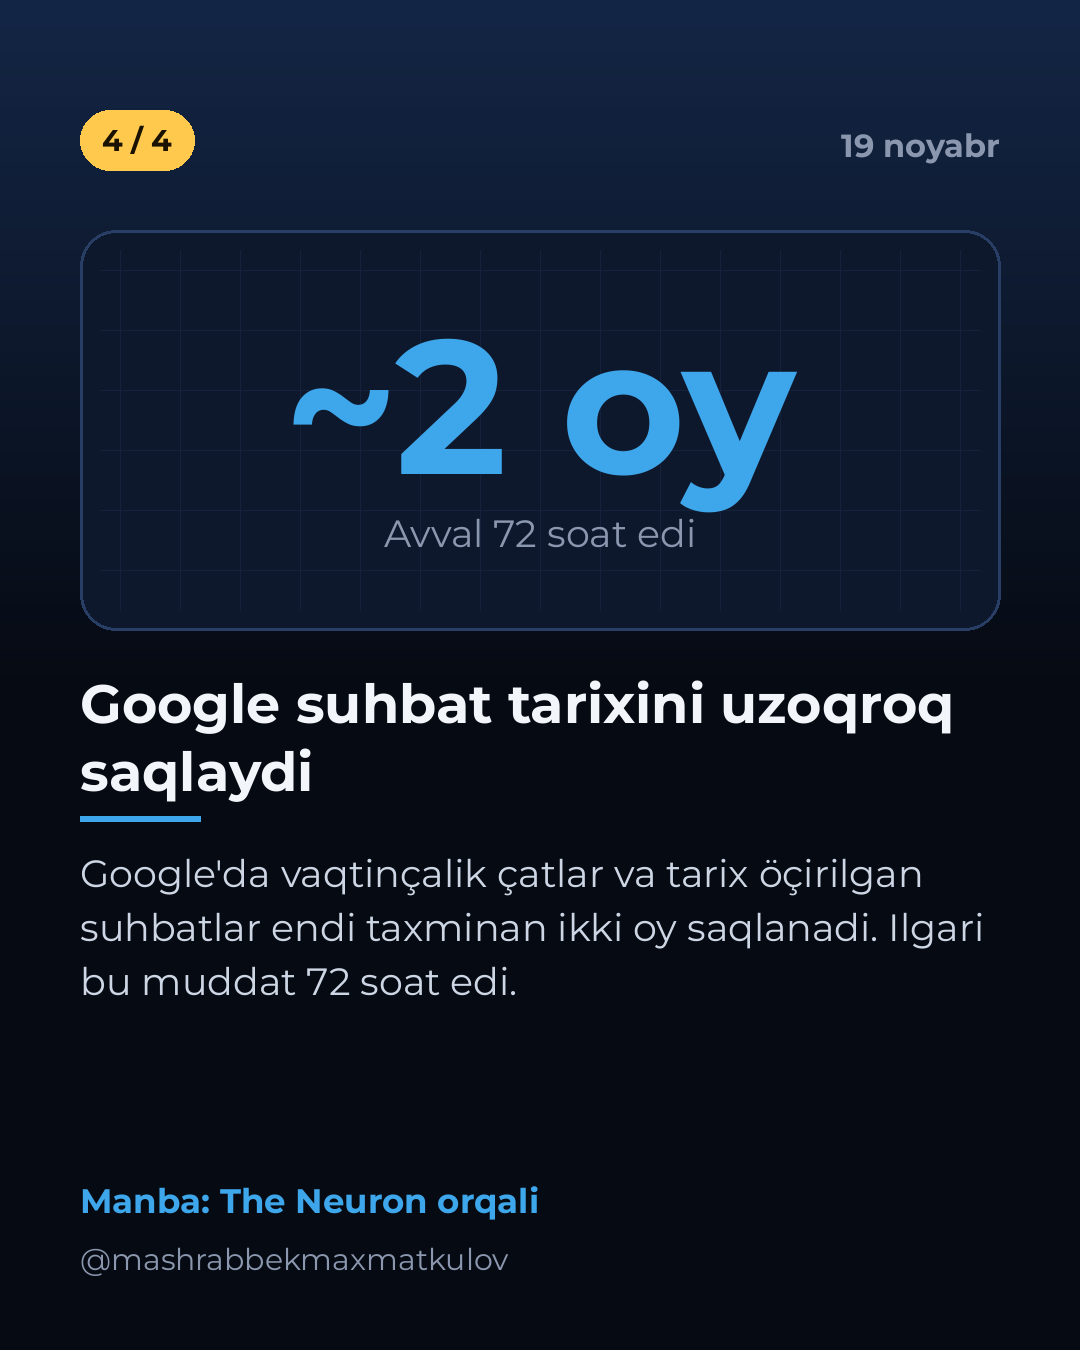 4 / 4
19 noyabr
~2 oy
Avval 72 soat edi
Google suhbat tarixini uzoqroq
saqlaydi
Google'da vaqtinçalik çatlar va tarix öçirilgan
suhbatlar endi taxminan ikki oy saqlanadi. Ilgari
bu muddat 72 soat edi.
Manba: The Neuron orqali
@mashrabbekmaxmatkulov